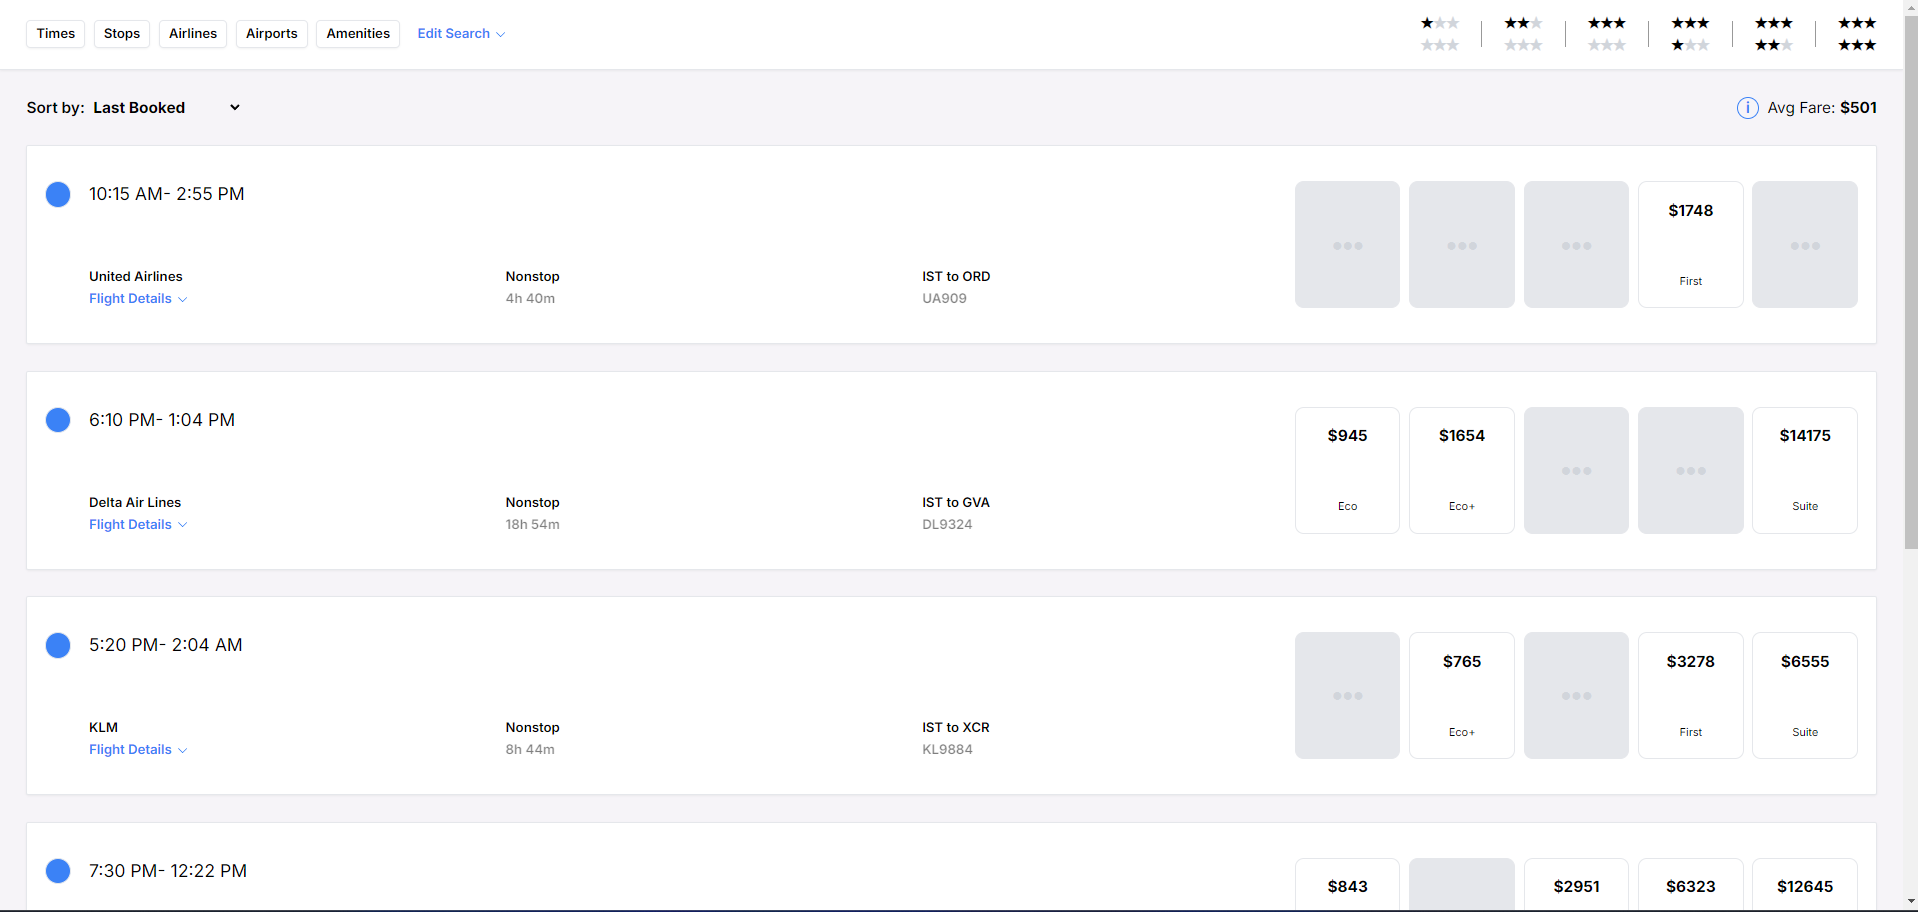 Times Stops Airlines Airports Amenities Edit Search
Sort by: Last Booked
Avg Fare: $501
10:15 AM- 2:55 PM
United Airlines
Flight Details
Nonstop
4h 40m
IST to ORD
UA909
$1748
First
6:10 PM- 1:04 PM
Delta Air Lines
Flight Details
Nonstop
18h 54m
IST to GVA
DL9324
$945
Eco
$1654
Eco+
$14175
Suite
5:20 PM- 2:04 AM
KLM
Flight Details
Nonstop
8h 44m
IST to XCR
KL9884
$765
Eco+
$3278
First
$6555
Suite
7:30 PM- 12:22 PM
$843
$2951
$6323
$12645